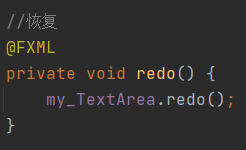 //恢复
@FXML
private void redo() {
    my_TextArea.redo();
}